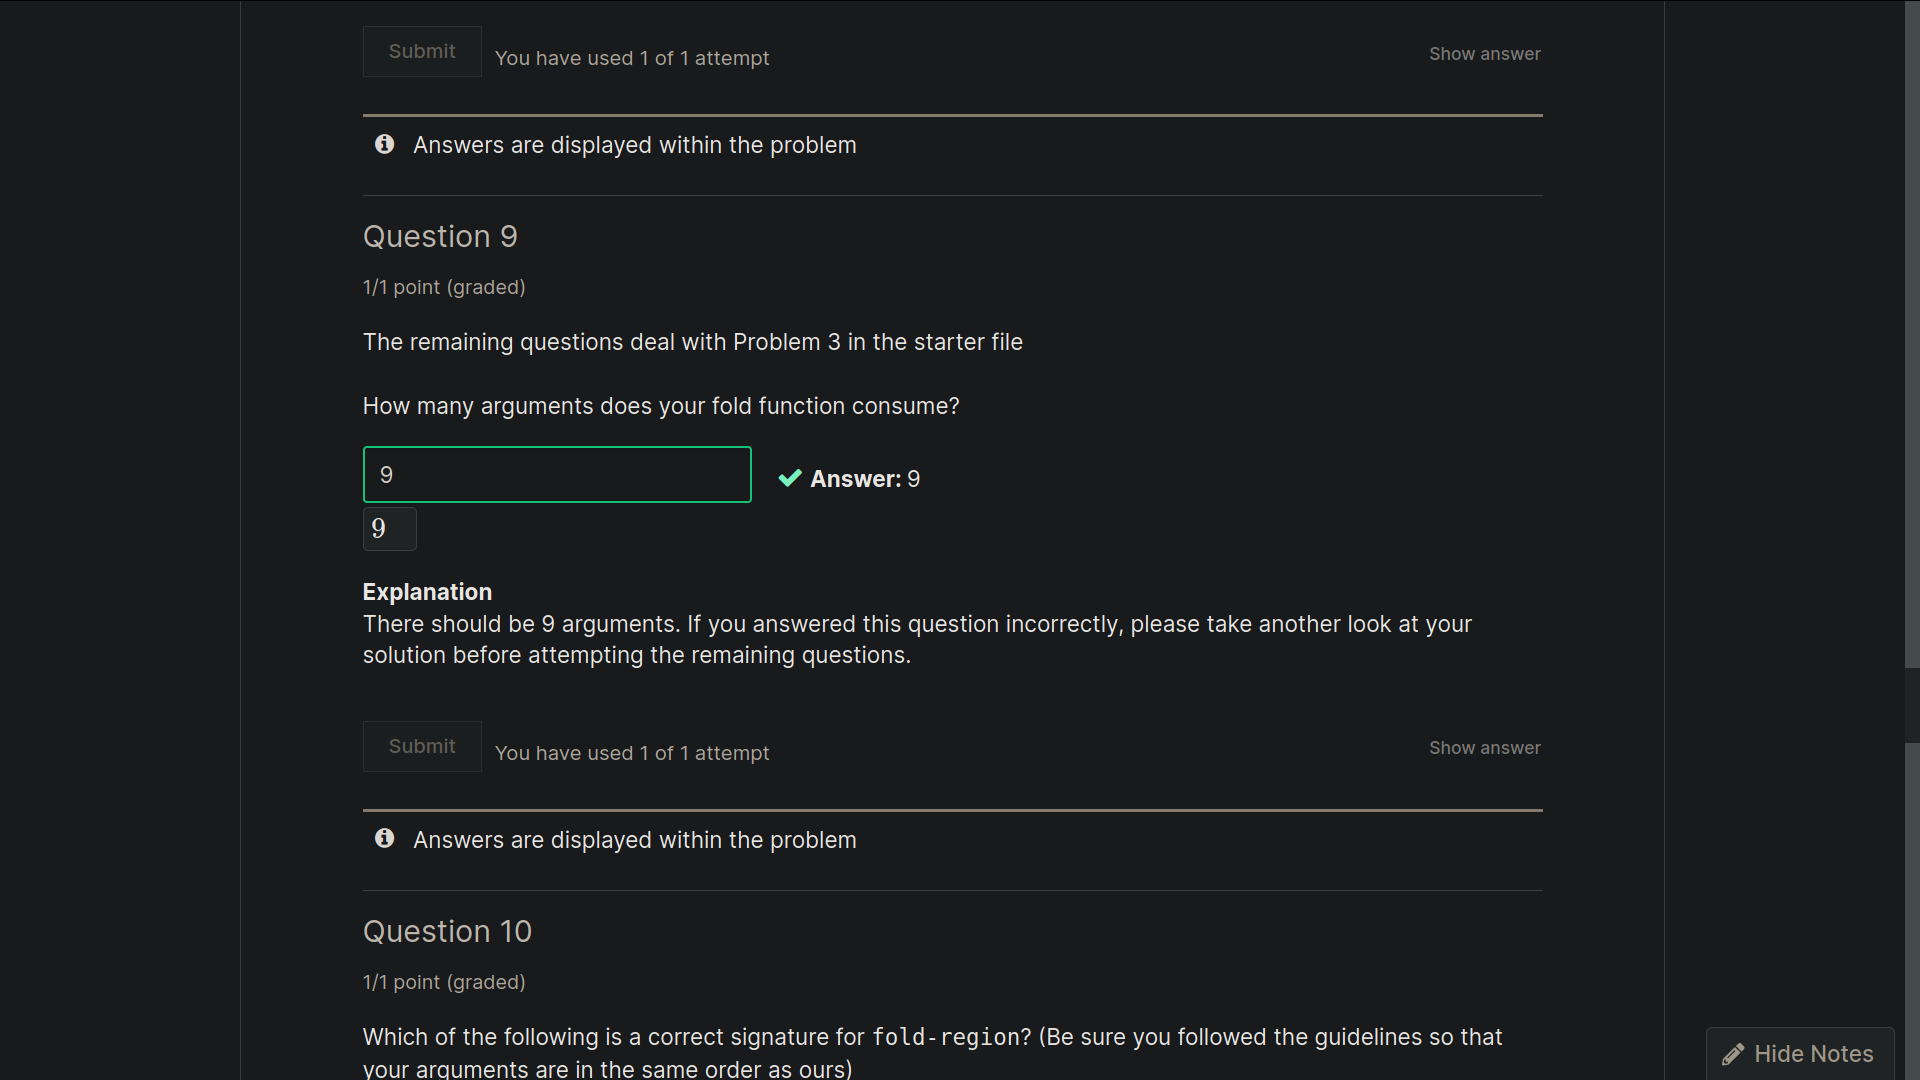 Submit
You have used 1 of 1 attempt
Show answer
Answers are displayed within the problem
Question 9
1/1 point (graded)
The remaining questions deal with Problem 3 in the starter file
How many arguments does your fold function consume?
9
Answer: 9
9
Explanation
There should be 9 arguments. If you answered this question incorrectly, please take another look at your
solution before attempting the remaining questions.
Submit
You have used 1 of 1 attempt
Show answer
Answers are displayed within the problem
Question 10
1/1 point (graded)
Which of the following is a correct signature for fold-region? (Be sure you followed the guidelines so that
your arguments are in the same order as ours)
Hide Notes